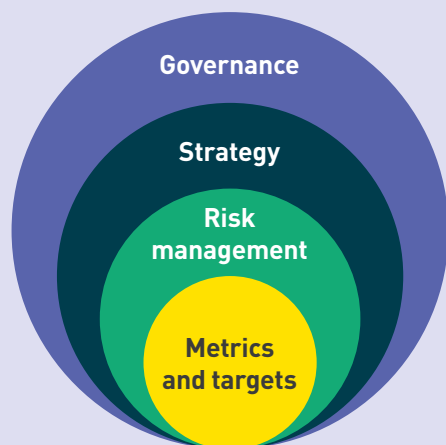 Governance
Strategy
Risk
management
Metrics
and targets